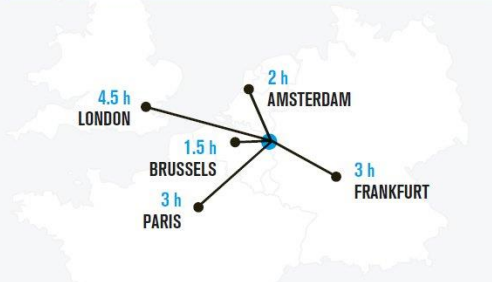 2 h
AMSTERDAM
4.5 h
LONDON
1.5 h
BRUSSELS
3 h
FRANKFURT
3 h
PARIS